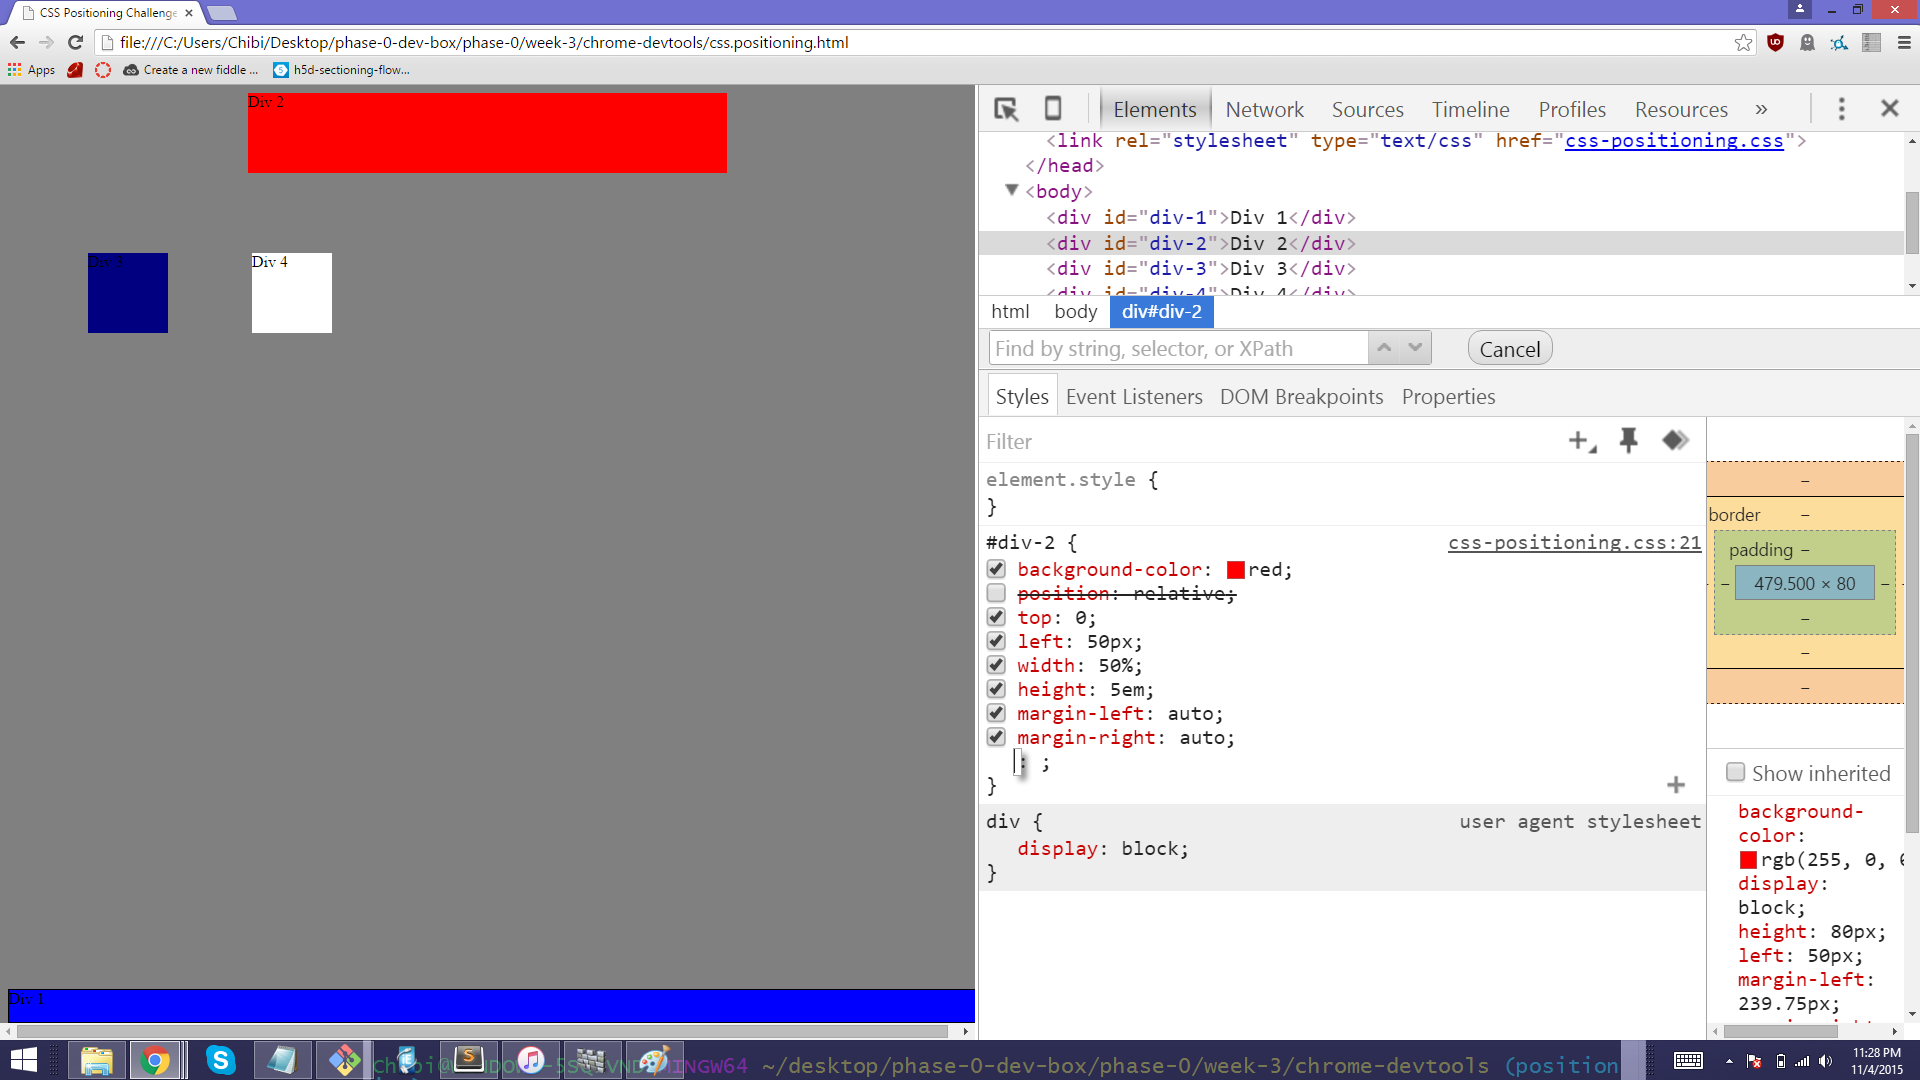 CSS Positioning Challenge
file:///C:/Users/Chibi/Desktop/phase-0-dev-box/phase-0/week-3/chrome-devtools/css.positioning.html
Apps
Create a new fiddle ...
h5d-sectioning-flow...
Div 2
Div 3
Div 4
Div 1
Elements Network Sources Timeline Profiles Resources »
<link rel="stylesheet" type="text/css" href="css-positioning.css">
</head>
<body>
<div id="div-1">Div 1</div>
<div id="div-2">Div 2</div>
<div id="div-3">Div 3</div>
<div id="div-4">Div 4</div>
html body div#div-2
Find by string, selector, or XPath Cancel
Styles Event Listeners DOM Breakpoints Properties
Filter
element.style {
}
#div-2 { css-positioning.css:21
background-color: red;
position: relative;
top: 0;
left: 50px;
width: 50%;
height: 5em;
margin-left: auto;
margin-right: auto;
: ;
}
div { user agent stylesheet
display: block;
}
–
border –
padding –
– 479.500 × 80 –
–
–
–
Show inherited
background-
color:
rgb(255, 0, 0
display:
block;
height: 80px;
left: 50px;
margin-left:
239.75px;
MINGW64 ~/desktop/phase-0-dev-box/phase-0/week-3/chrome-devtools (position
11:28 PM
11/4/2015